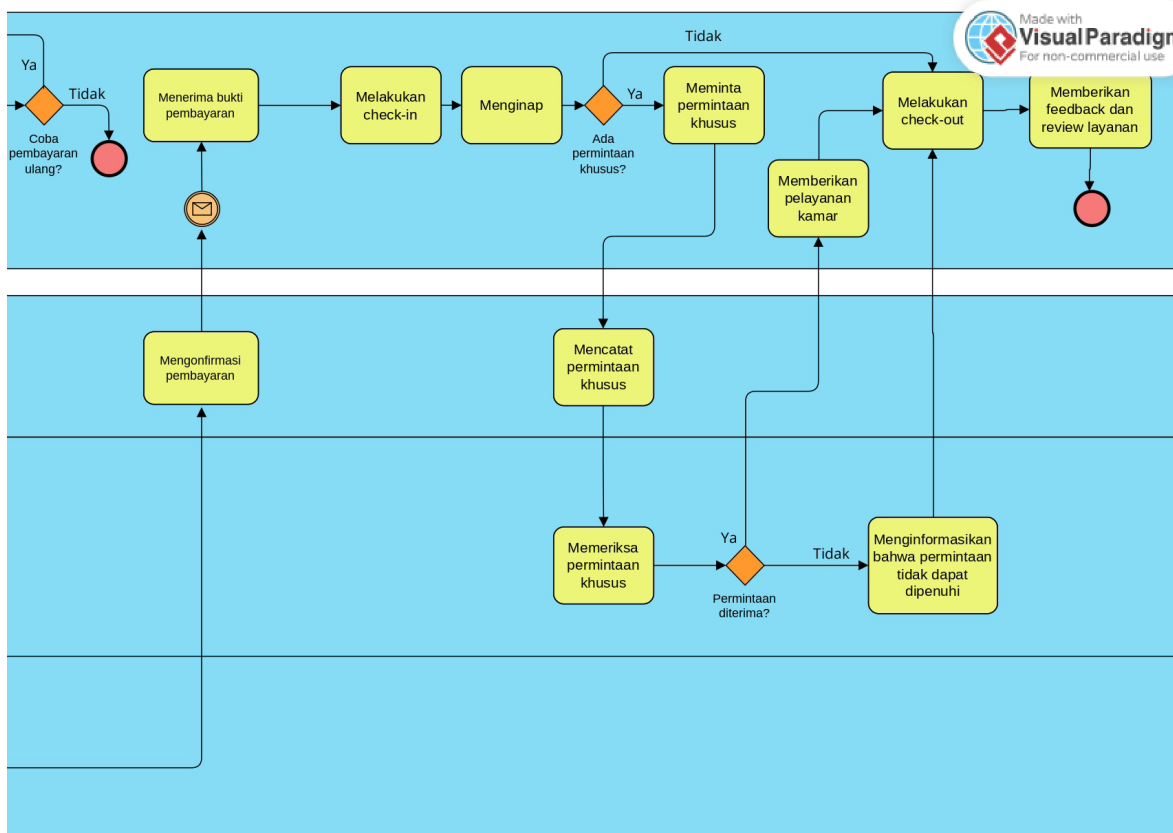 Made with
Visual Paradigm
For non-commercial use
Tidak
Ya
Tidak
Coba
pembayaran
ulang?
Menerima bukti
pembayaran
Melakukan
check-in
Menginap
Ya
Ada
permintaan
khusus?
Meminta
permintaan
khusus
Melakukan
check-out
Memberikan
feedback dan
review layanan
Memberikan
pelayanan
kamar
Mengonfirmasi
pembayaran
Mencatat
permintaan
khusus
Memeriksa
permintaan
khusus
Ya
Tidak
Permintaan
diterima?
Menginformasikan
bahwa permintaan
tidak dapat
dipenuhi